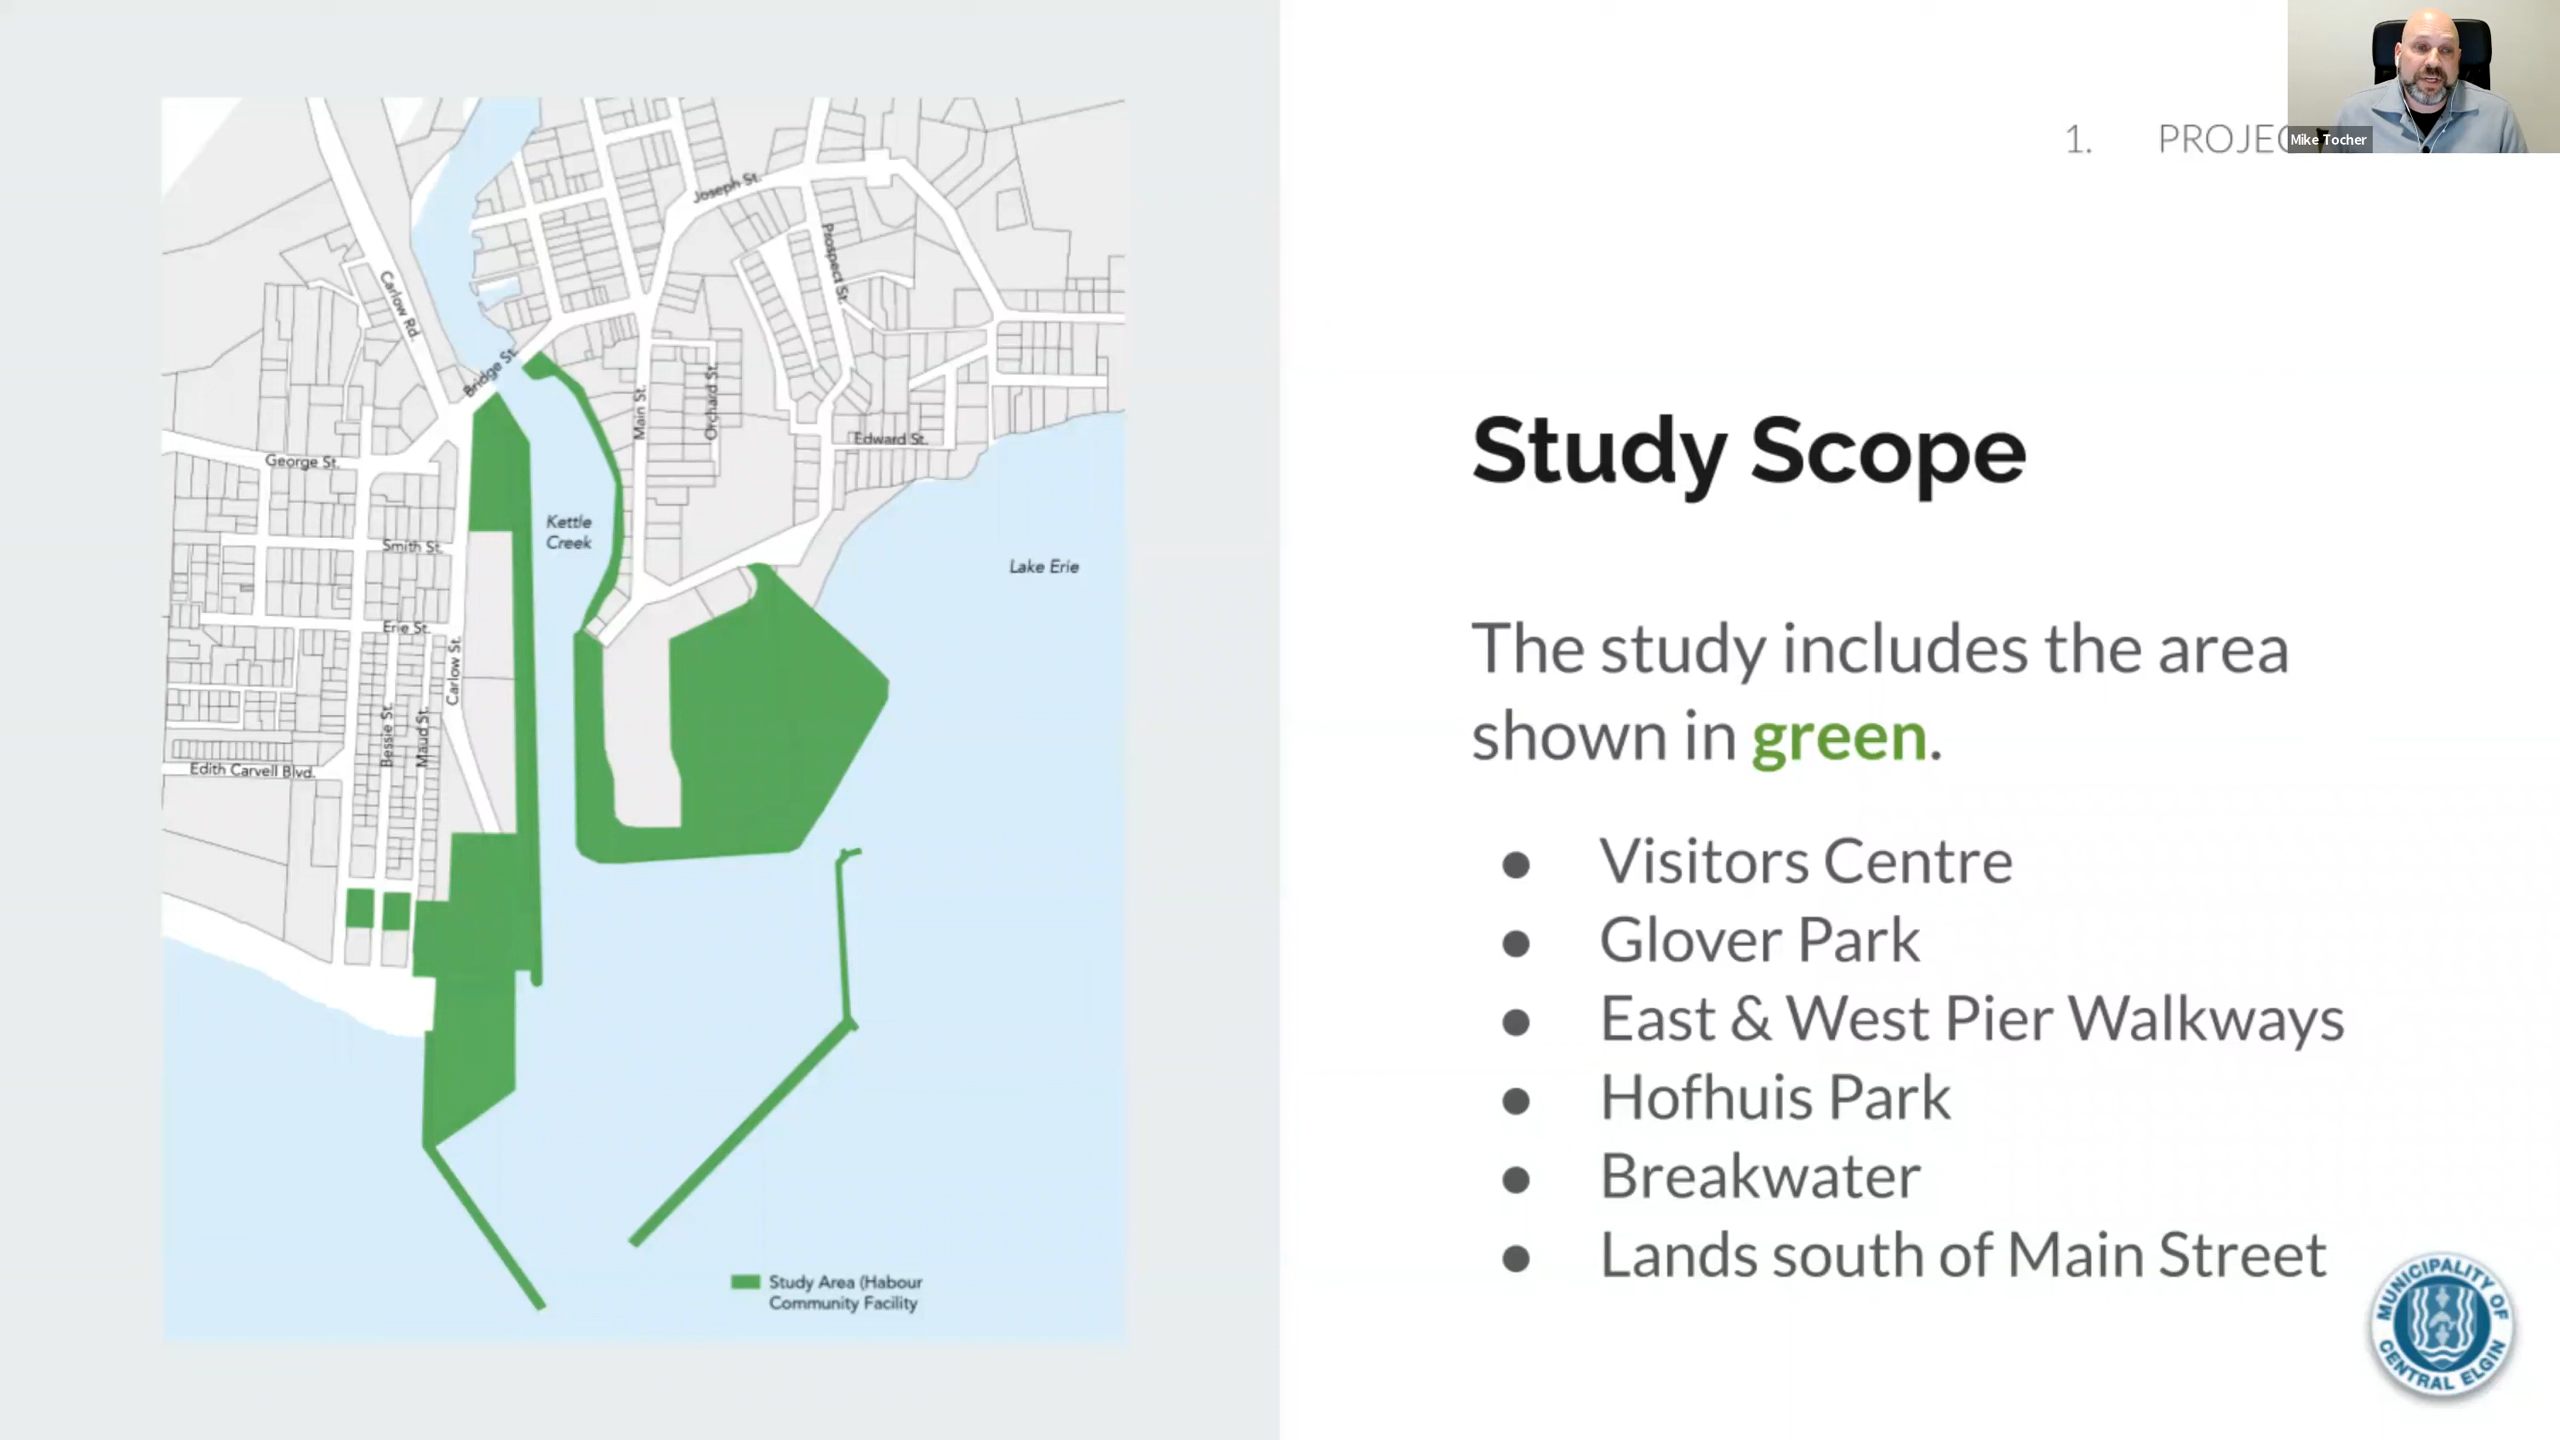 1. PROJE
Mike Tocher
Study Scope
The study includes the area
shown in green.
● Visitors Centre
● Glover Park
● East & West Pier Walkways
● Hofhuis Park
● Breakwater
● Lands south of Main Street
MUNICIPALITY OF
CENTRAL ELGIN
Joseph St.
Prospect St.
Carlow Rd.
Bridge St.
Main St.
Orchard St.
Edward St.
George St.
Kettle
Creek
Smith St.
Lake Erie
Erie St.
Carlow St.
Bessie St.
Maud St.
Edith Carvell Blvd.
Study Area (Habour
Community Facility